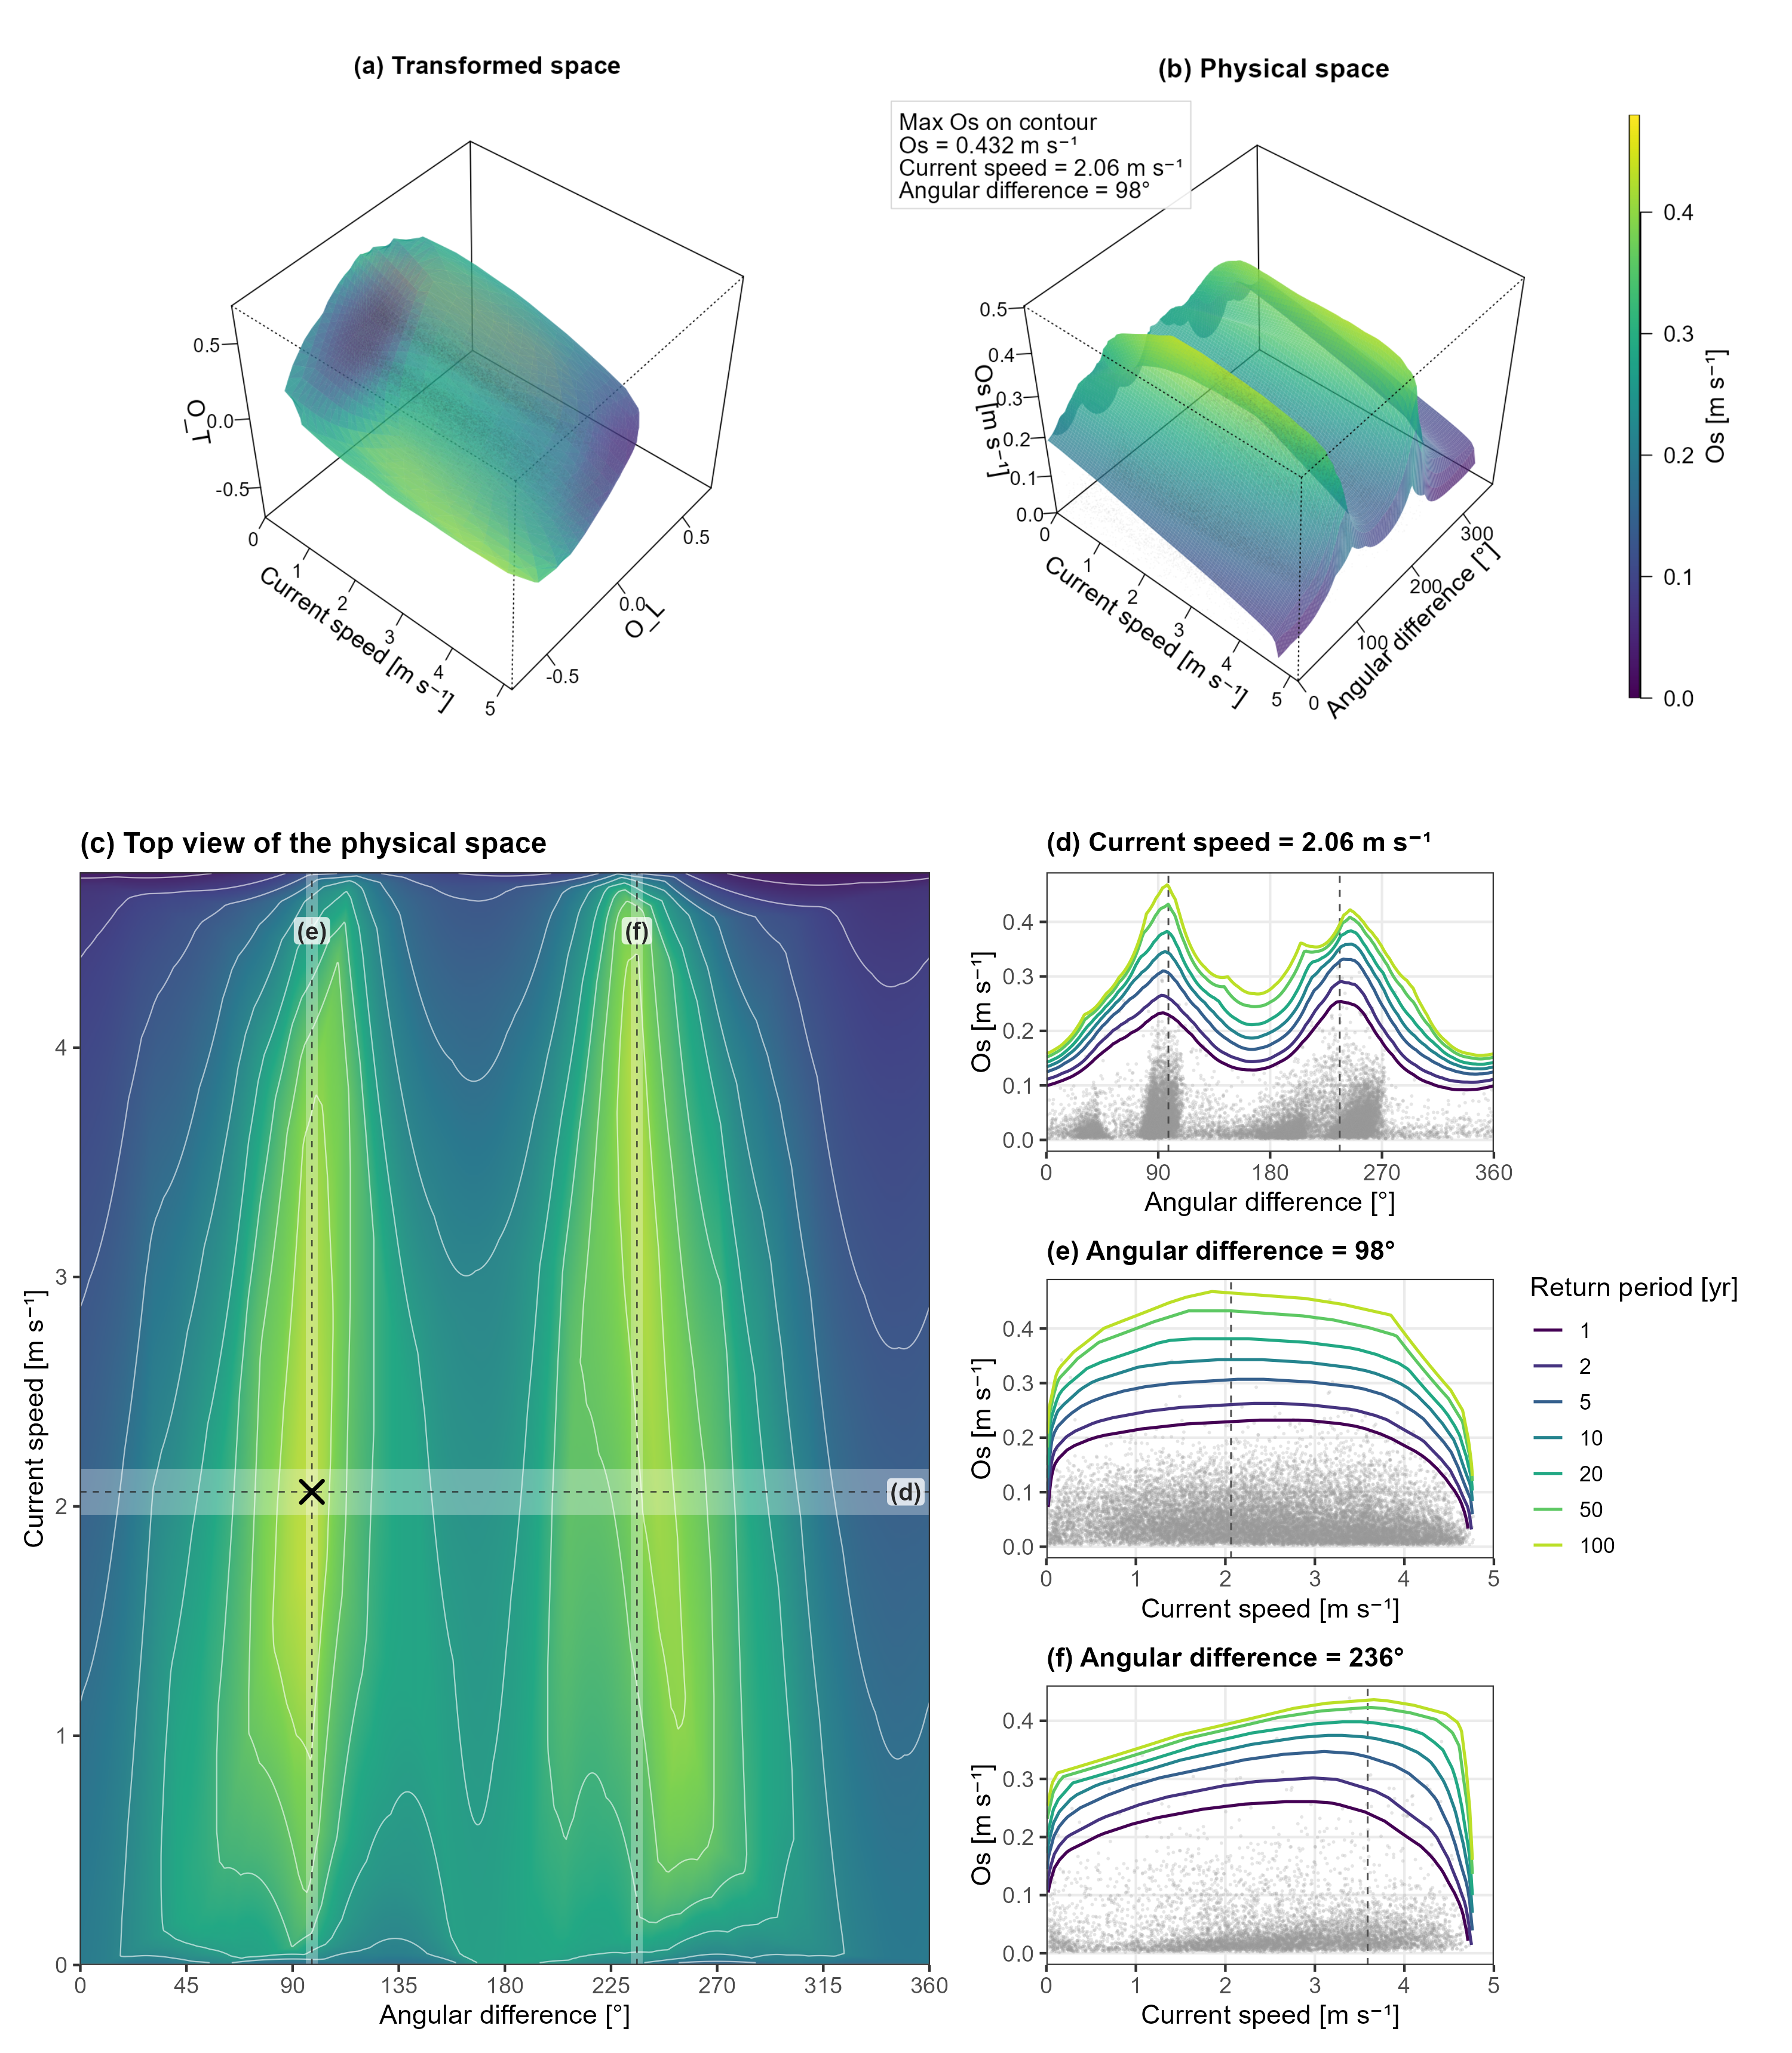 (a) Transformed space
0.5
0.0
-0.5
O_T
0
1
2
3
4
5
Current speed [m s⁻¹]
-0.5
0.0
0.5
O_T
(b) Physical space
Max Os on contour
Os = 0.432 m s⁻¹
Current speed = 2.06 m s⁻¹
Angular difference = 98°
0.5
0.4
0.3
0.2
0.1
0.0
Os [m s⁻¹]
0
1
2
3
4
5
Current speed [m s⁻¹]
0
100
200
300
Angular difference [°]
0.4
0.3
0.2
0.1
0.0
Os [m s⁻¹]
(c) Top view of the physical space
(e)
(f)
(d)
4
3
2
1
0
Current speed [m s⁻¹]
0 45 90 135 180 225 270 315 360
Angular difference [°]
(d) Current speed = 2.06 m s⁻¹
0.4
0.3
0.2
0.1
0.0
Os [m s⁻¹]
0 90 180 270 360
Angular difference [°]
(e) Angular difference = 98°
0.4
0.3
0.2
0.1
0.0
Os [m s⁻¹]
0 1 2 3 4 5
Current speed [m s⁻¹]
Return period [yr]
1
2
5
10
20
50
100
(f) Angular difference = 236°
0.4
0.3
0.2
0.1
0.0
Os [m s⁻¹]
0 1 2 3 4 5
Current speed [m s⁻¹]